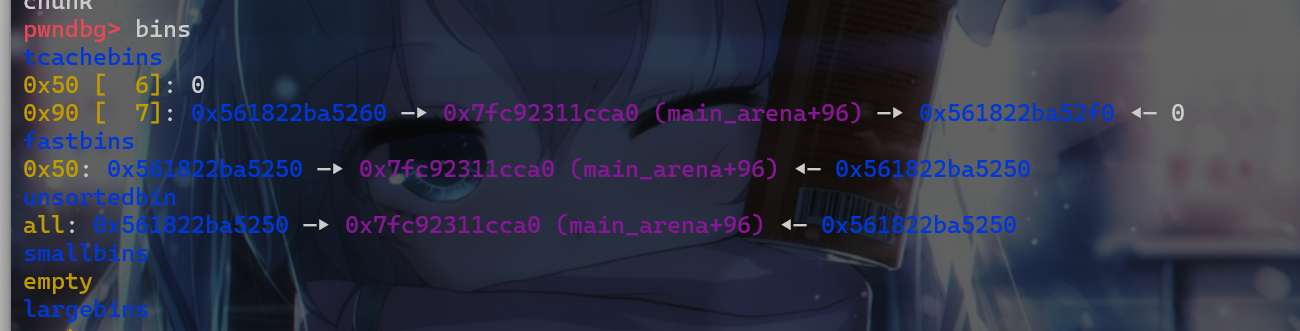 chunk
pwndbg> bins
tcachebins
0x50 [  6]: 0
0x90 [  7]: 0x561822ba5260 —▸ 0x7fc92311cca0 (main_arena+96) —▸ 0x561822ba52f0 ◂— 0
fastbins
0x50: 0x561822ba5250 —▸ 0x7fc92311cca0 (main_arena+96) ◂— 0x561822ba5250
unsortedbin
all: 0x561822ba5250 —▸ 0x7fc92311cca0 (main_arena+96) ◂— 0x561822ba5250
smallbins
empty
largebins